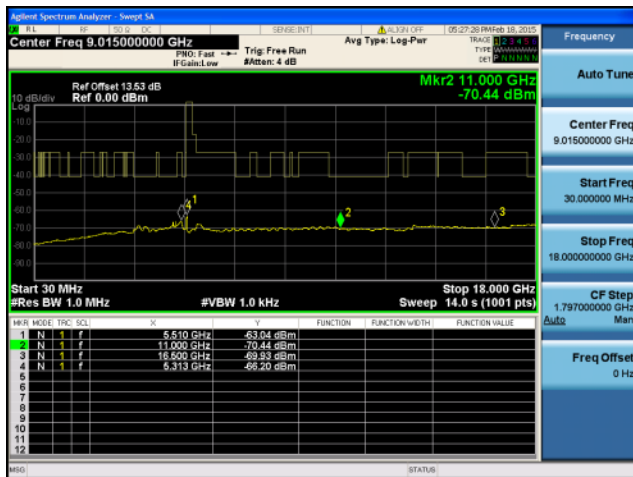 Agilent Spectrum Analyzer - Swept SA
RL RF 50 Ω DC SENSE:INT ALIGN OFF 05:27:28 PM Feb 18, 2015
Center Freq 9.015000000 GHz Avg Type: Log-Pwr TRACE 1 2 3 4 5 6
PNO: Fast Trig: Free Run TYPE
IFGain:Low #Atten: 4 dB DET P N N N N N
Mkr2 11.000 GHz
-70.44 dBm
Ref Offset 13.53 dB
10 dB/div Ref 0.00 dBm
Log
-10.0
-20.0
-30.0
-40.0
-50.0
-60.0
-70.0
-80.0
-90.0
1
4
2
3
Start 30 MHz Stop 18.000 GHz
#Res BW 1.0 MHz #VBW 1.0 kHz Sweep 14.0 s (1001 pts)
MKR MODE TRC SCL X Y FUNCTION FUNCTION WIDTH FUNCTION VALUE
1 N 1 f 5.510 GHz -63.04 dBm
2 N 1 f 11.000 GHz -70.44 dBm
3 N 1 f 16.500 GHz -69.93 dBm
4 N 1 f 5.313 GHz -66.20 dBm
5
6
7
8
9
10
11
12
MSG STATUS
Frequency
Auto Tune
Center Freq
9.015000000 GHz
Start Freq
30.000000 MHz
Stop Freq
18.000000000 GHz
CF Step
1.797000000 GHz
Auto Man
Freq Offset
0 Hz